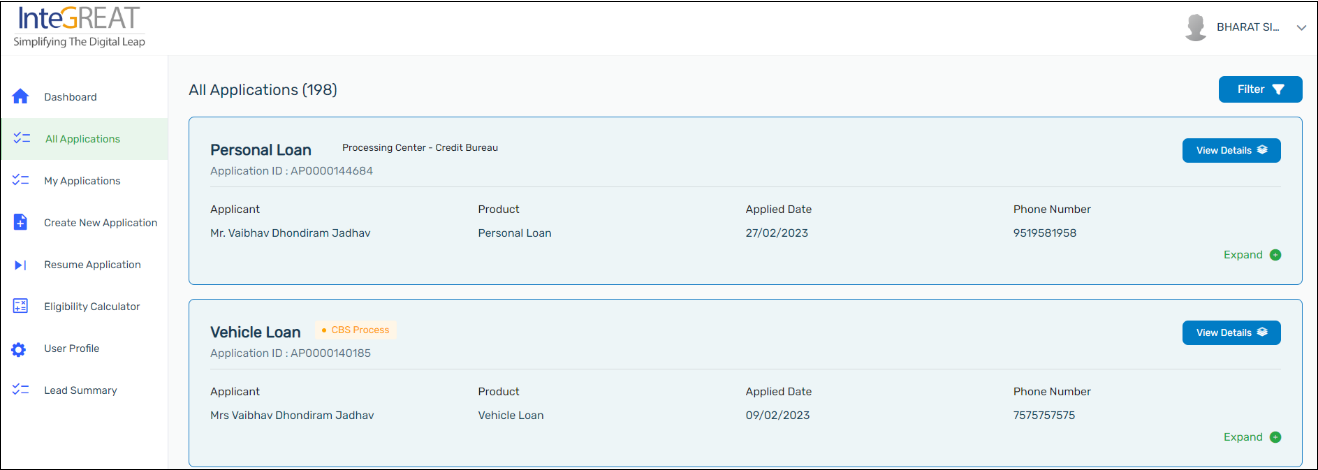 InteGREAT
Simplifying The Digital Leap
BHARAT SI...
Dashboard
All Applications
My Applications
Create New Application
Resume Application
Eligibility Calculator
User Profile
Lead Summary
All Applications (198)
Filter
Personal Loan Processing Center - Credit Bureau
View Details
Application ID : AP0000144684
Applicant Product Applied Date Phone Number
Mr. Vaibhav Dhondiram Jadhav Personal Loan 27/02/2023 9519581958
Expand
Vehicle Loan CBS Process
View Details
Application ID : AP0000140185
Applicant Product Applied Date Phone Number
Mrs Vaibhav Dhondiram Jadhav Vehicle Loan 09/02/2023 7575757575
Expand